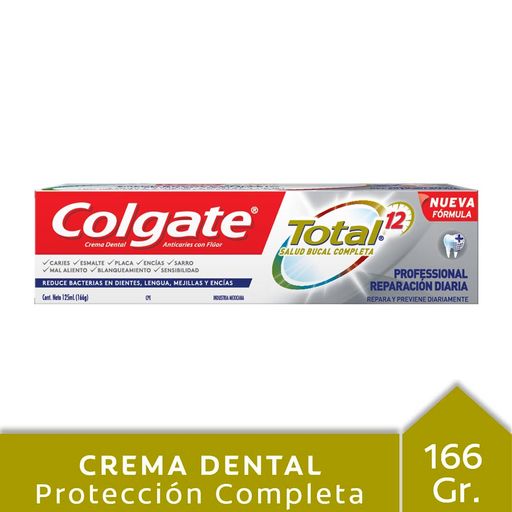 Colgate®
Crema Dental Anticaries con Flúor
✓ CARIES ✓ ESMALTE ✓ PLACA ✓ ENCÍAS ✓ SARRO
✓ MAL ALIENTO ✓ BLANQUEAMIENTO ✓ SENSIBILIDAD
REDUCE BACTERIAS EN DIENTES, LENGUA, MEJILLAS Y ENCÍAS
Cont. Neto 125ml. (166g) CPE INDUSTRIA MEXICANA
Total 12
SALUD BUCAL COMPLETA
NUEVA
FÓRMULA
PROFESSIONAL
REPARACIÓN DIARIA
REPARA Y PREVIENE DIARIAMENTE
CREMA DENTAL
Protección Completa
166
Gr.